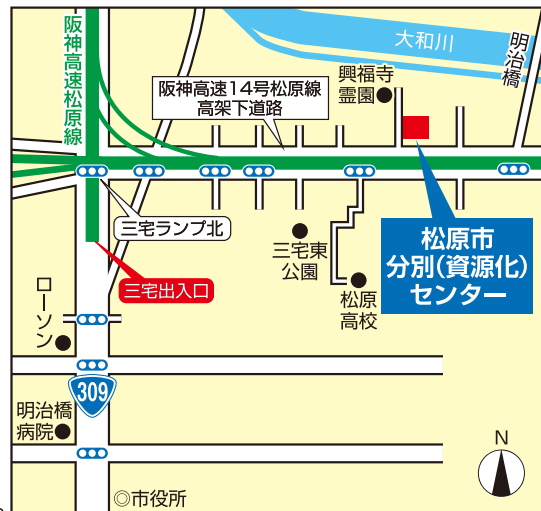 阪神高速松原線
大和川
明治橋
興福寺
霊園
阪神高速14号松原線
高架下道路
三宅ランプ北
三宅東
公園
松原市
分別(資源化)
センター
三宅出入口
松原
高校
ローソン
309
明治橋
病院
N
◎市役所